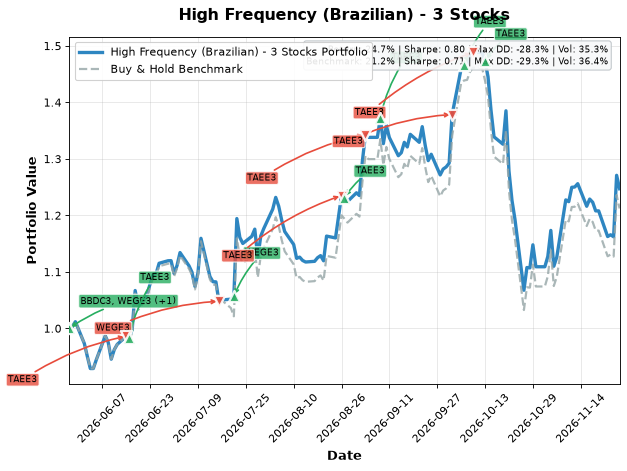 High Frequency (Brazilian) - 3 Stocks
TAEE3
TAEE3
High Frequency (Brazilian) - 3 Stocks Portfolio
4.7% | Sharpe: 0.80 | Max DD: -28.3% | Vol: 35.3%
Buy & Hold Benchmark
Sharpe: 0.77 | Max DD: -29.3% | Vol: 36.4%
TAEE3
TAEE3
TAEE3
TAEE3
TAEE3
WEGE3
TAEE3
BBDC3, WEGE3 (+1)
WEGE3
TAEE3
Portfolio Value
1.5
1.4
1.3
1.2
1.1
1.0
2026-06-07
2026-06-23
2026-07-09
2026-07-25
2026-08-10
2026-08-26
2026-09-11
2026-09-27
2026-10-13
2026-10-29
2026-11-14
Date